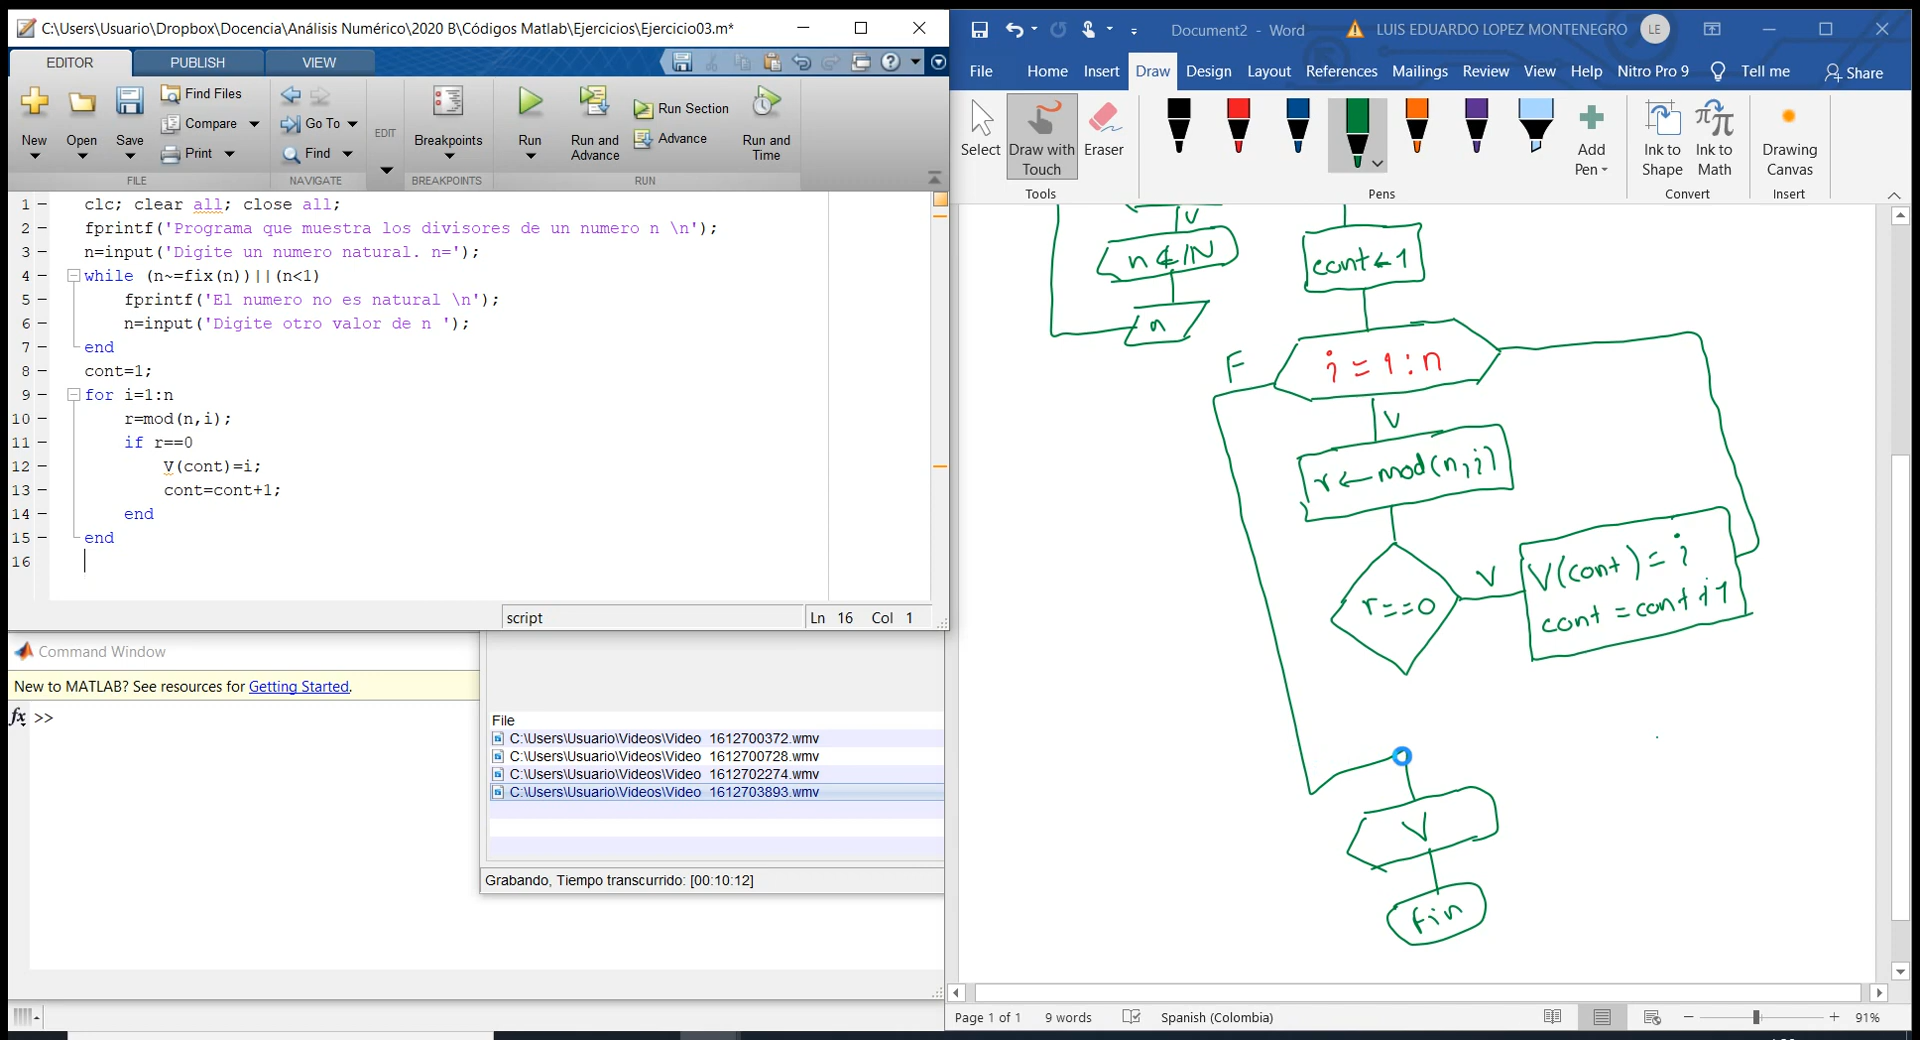 C:\Users\Usuario\Dropbox\Docencia\Análisis Numérico\2020 B\Códigos Matlab\Ejercicios\Ejercicio03.m*
EDITOR PUBLISH VIEW
New Open Save Find Files Compare Print
Go To Find
EDIT
Breakpoints
Run Run and Advance Run Section Advance Run and Time
FILE NAVIGATE BREAKPOINTS RUN
1 clc; clear all; close all;
2 fprintf('Programa que muestra los divisores de un numero n \n');
3 n=input('Digite un numero natural. n=');
4 while (n~=fix(n))||(n<1)
5 fprintf('El numero no es natural \n');
6 n=input('Digite otro valor de n ');
7 end
8 cont=1;
9 for i=1:n
10 r=mod(n,i);
11 if r==0
12 V(cont)=i;
13 cont=cont+1;
14 end
15 end
16
script Ln 16 Col 1
Command Window
New to MATLAB? See resources for Getting Started.
fx >>
File
C:\Users\Usuario\Videos\Video 1612700372.wmv
C:\Users\Usuario\Videos\Video 1612700728.wmv
C:\Users\Usuario\Videos\Video 1612702274.wmv
C:\Users\Usuario\Videos\Video 1612703893.wmv
Grabando, Tiempo transcurrido: [00:10:12]
Document2 - Word LUIS EDUARDO LOPEZ MONTENEGRO LE
File Home Insert Draw Design Layout References Mailings Review View Help Nitro Pro 9 Tell me Share
Select Draw with Touch Eraser
Add Pen
Ink to Shape Ink to Math
Drawing Canvas
Tools Pens Convert Insert
V
n ∉ IN
n
cont ← 1
F
i = 1 : n
V
r ← mod(n,i)
r==0
V
V(cont) = i
cont = cont + 1
V
fin
Page 1 of 1 9 words Spanish (Colombia) 91%